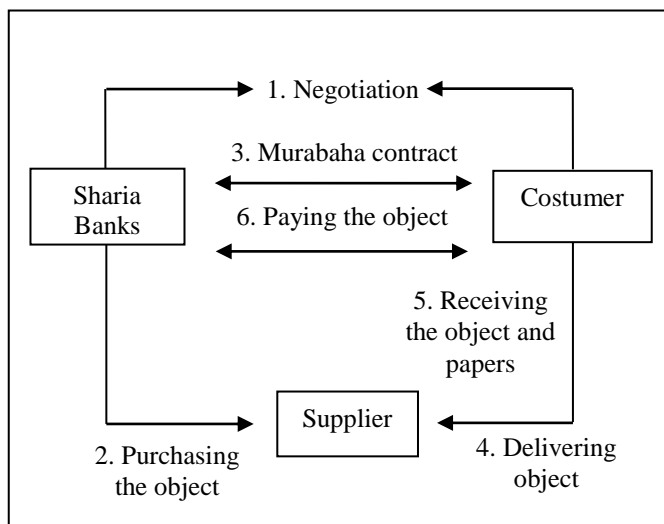 1. Negotiation
3. Murabaha contract
Sharia
Banks
Costumer
6. Paying the object
5. Receiving
the object and
papers
Supplier
2. Purchasing
the object
4. Delivering
object